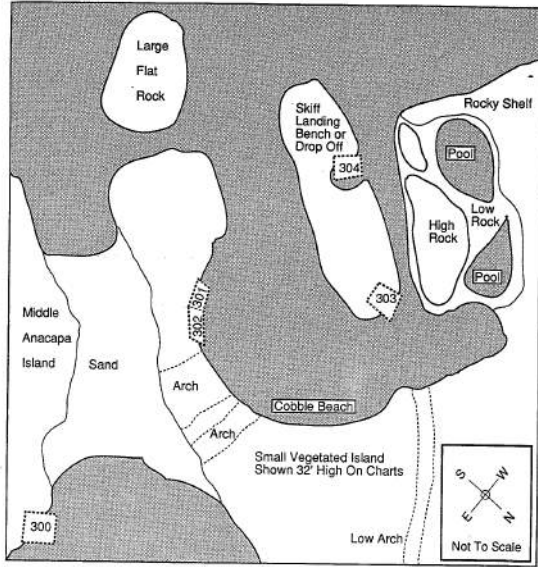 Large
Flat
Rock
Skiff
Landing
Bench or
Drop Off
304
Rocky Shelf
Pool
Low
Rock
High
Rock
Pool
303
301
302
Middle
Anacapa
Island
Sand
Arch
Arch
Cobble Beach
Small Vegetated Island
Shown 32' High On Charts
Low Arch
300
S
W
E
N
Not To Scale